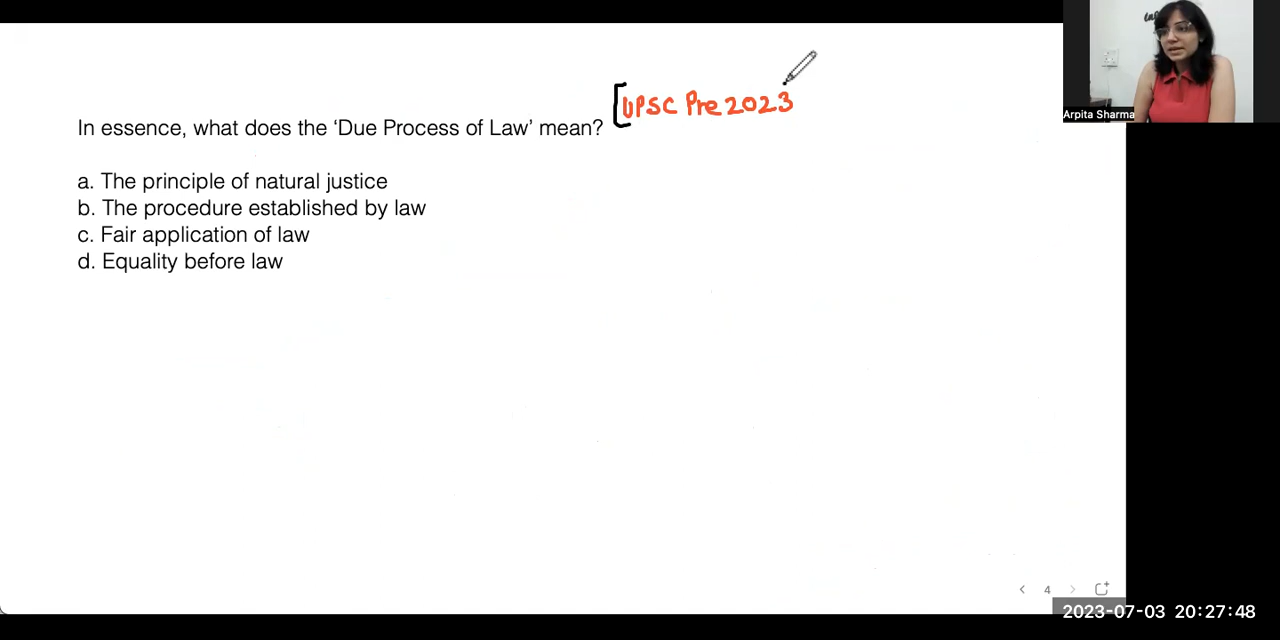 [UPSC Pre 2023
In essence, what does the ‘Due Process of Law’ mean?
a. The principle of natural justice
b. The procedure established by law
c. Fair application of law
d. Equality before law
Arpita Sharma
4
2023-07-03 20:27:48